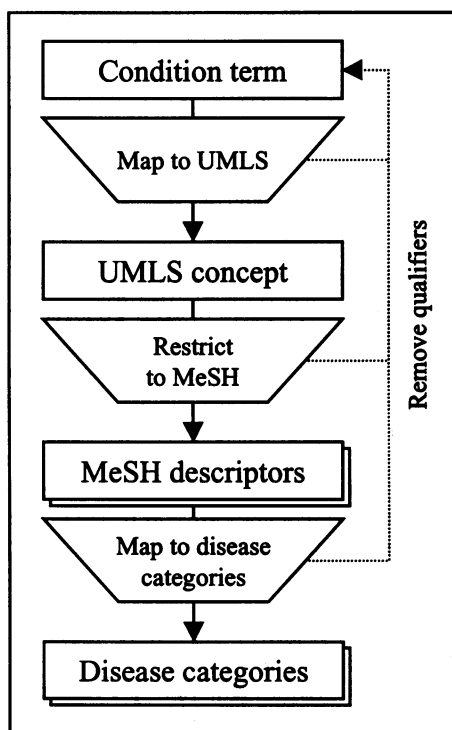 Condition term
Map to UMLS
UMLS concept
Restrict
to MeSH
MeSH descriptors
Map to disease
categories
Disease categories
Remove qualifiers